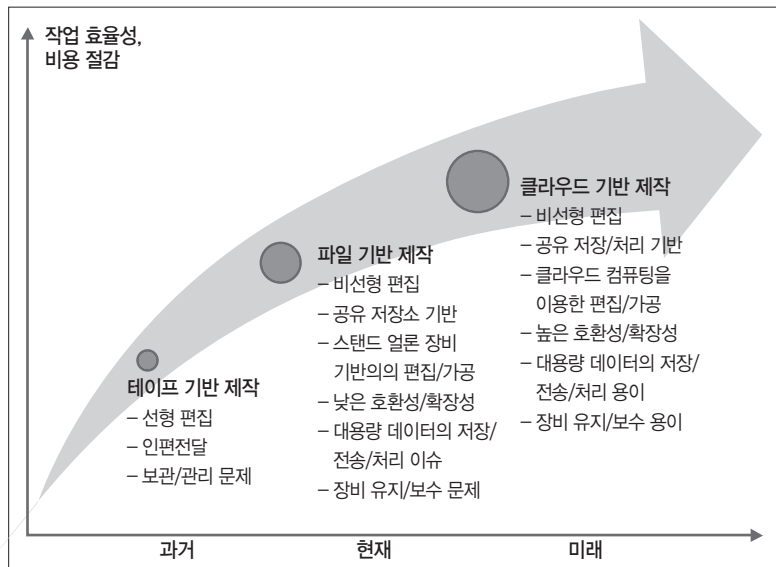 작업 효율성,
비용 절감
클라우드 기반 제작
– 비선형 편집
– 공유 저장/처리 기반
– 클라우드 컴퓨팅을
이용한 편집/가공
– 높은 호환성/확장성
– 대용량 데이터의 저장/
전송/처리 용이
– 장비 유지/보수 용이
파일 기반 제작
– 비선형 편집
– 공유 저장소 기반
– 스탠드 얼론 장비
기반의의 편집/가공
– 낮은 호환성/확장성
– 대용량 데이터의 저장/
전송/처리 이슈
– 장비 유지/보수 문제
테이프 기반 제작
– 선형 편집
– 인편전달
– 보관/관리 문제
과거
현재
미래